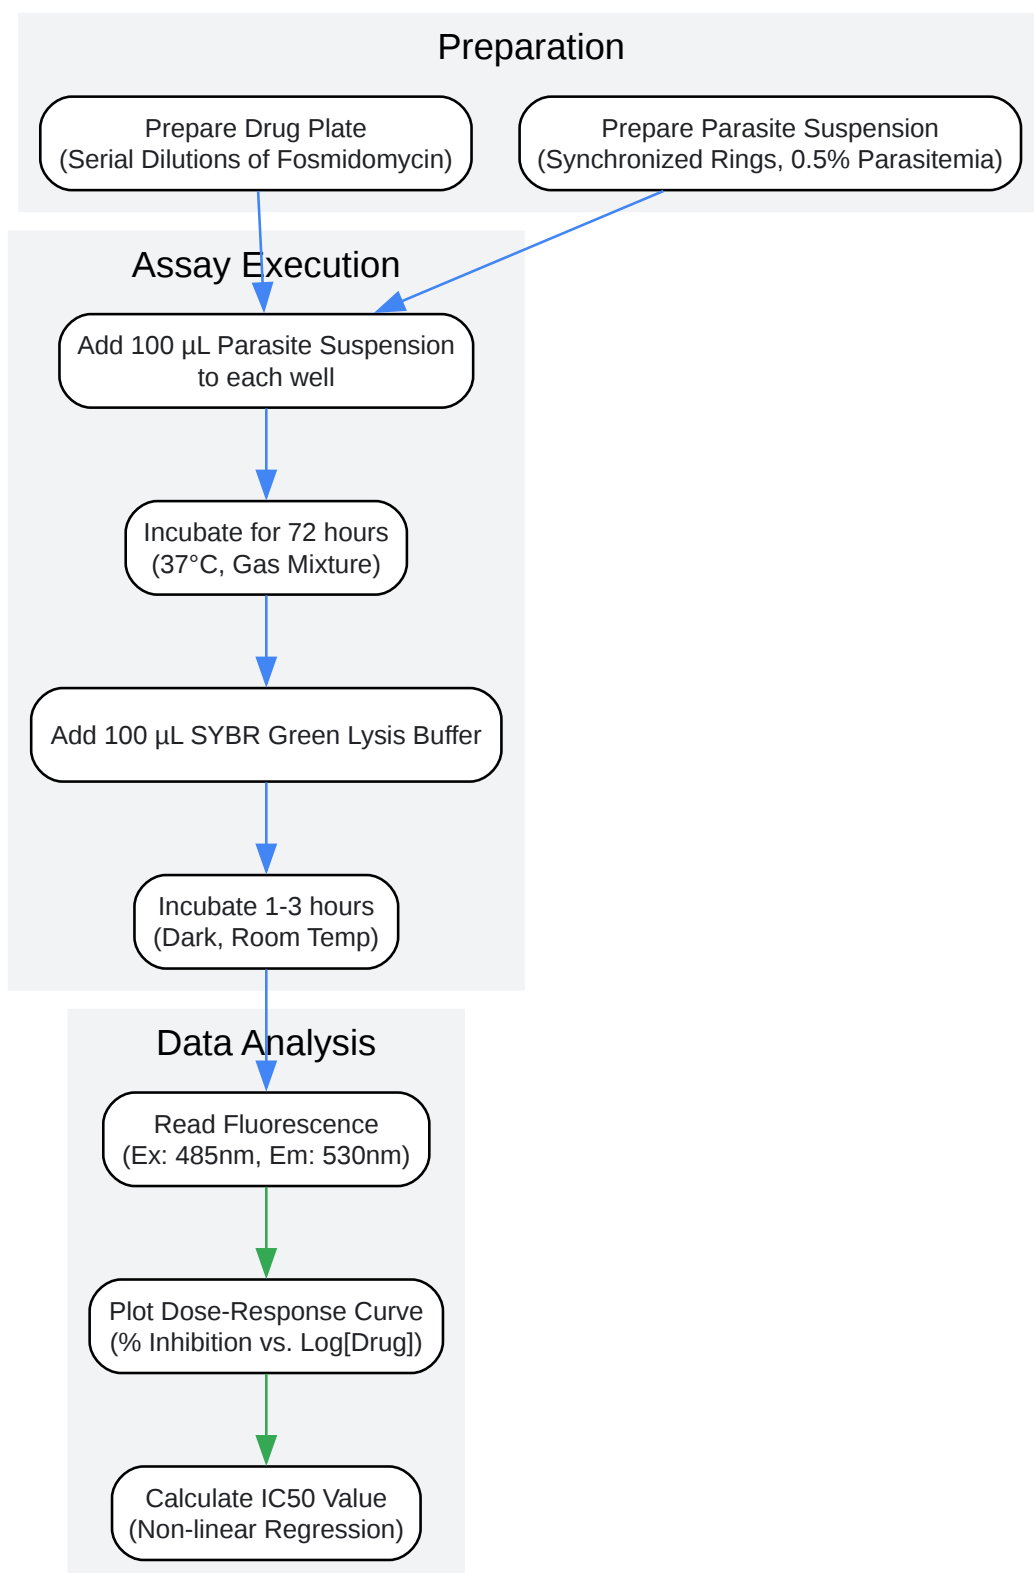 Preparation
Prepare Drug Plate
(Serial Dilutions of Fosmidomycin)
Prepare Parasite Suspension
(Synchronized Rings, 0.5% Parasitemia)
Assay Execution
Add 100 µL Parasite Suspension
to each well
Incubate for 72 hours
(37°C, Gas Mixture)
Add 100 µL SYBR Green Lysis Buffer
Incubate 1-3 hours
(Dark, Room Temp)
Data Analysis
Read Fluorescence
(Ex: 485nm, Em: 530nm)
Plot Dose-Response Curve
(% Inhibition vs. Log[Drug])
Calculate IC50 Value
(Non-linear Regression)